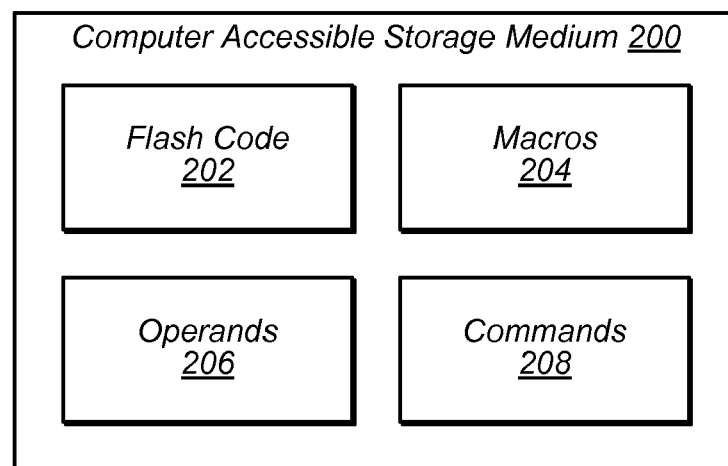 Computer Accessible Storage Medium 200
Flash Code
202
Macros
204
Operands
206
Commands
208